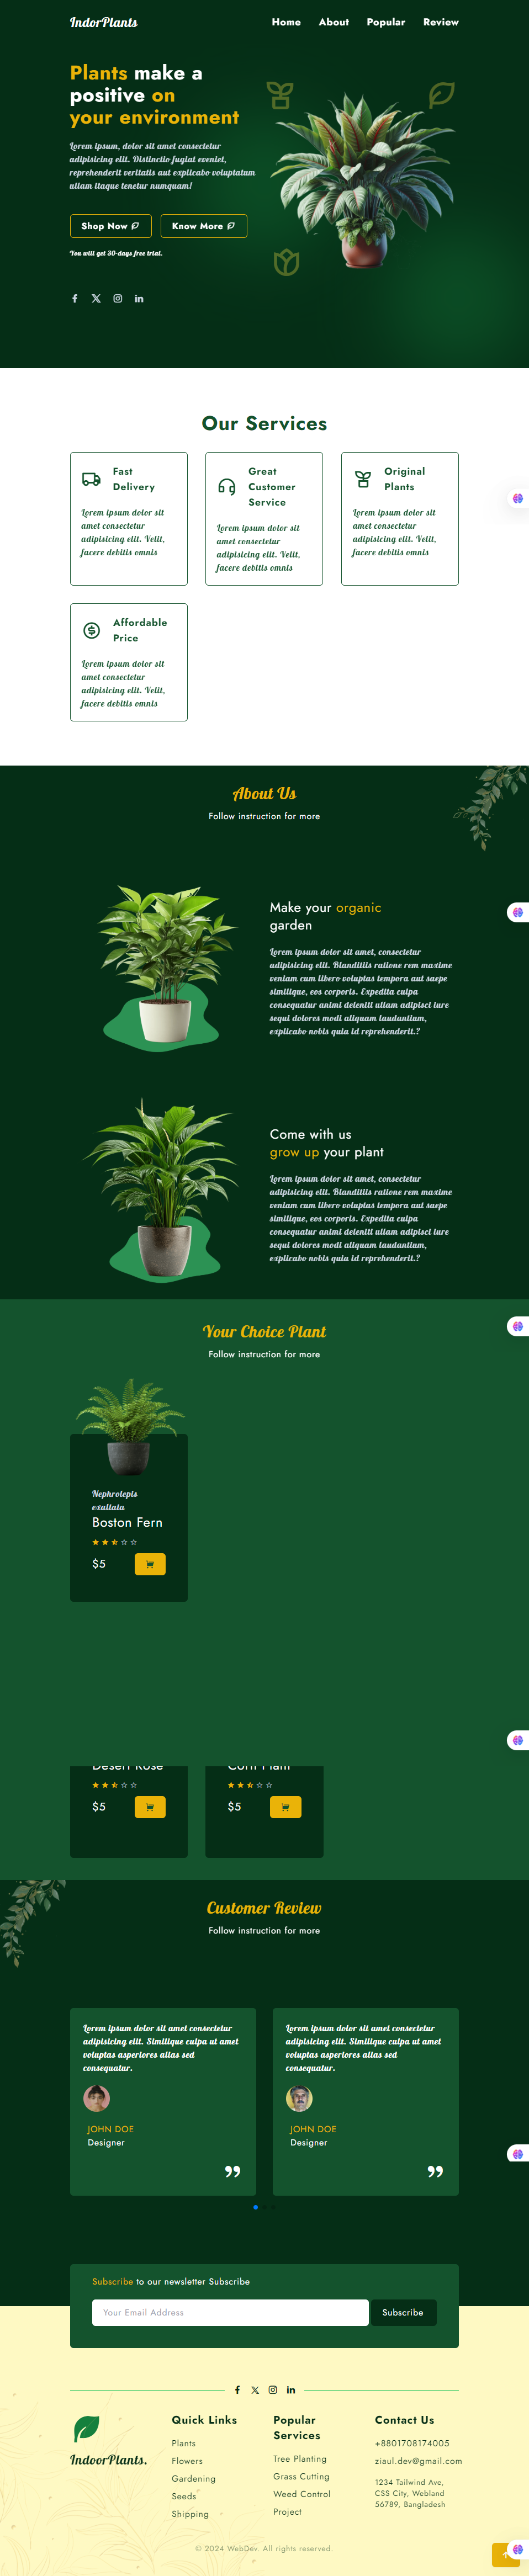 IndorPlants
Home About Popular Review
Plants make a
positive on
your environment
Lorem ipsum, dolor sit amet consectetur
adipisicing elit. Distinctio fugiat eveniet,
reprehenderit veritatis aut explicabo voluptatum
ullam itaque tenetur numquam!
Shop Now Know More
You will get 30-days free trial.
Our Services
Fast
Delivery
Lorem ipsum dolor sit
amet consectetur
adipisicing elit. Velit,
facere debitis omnis
Great
Customer
Service
Lorem ipsum dolor sit
amet consectetur
adipisicing elit. Velit,
facere debitis omnis
Original
Plants
Lorem ipsum dolor sit
amet consectetur
adipisicing elit. Velit,
facere debitis omnis
Affordable
Price
Lorem ipsum dolor sit
amet consectetur
adipisicing elit. Velit,
facere debitis omnis
About Us
Follow instruction for more
Make your organic
garden
Lorem ipsum dolor sit amet, consectetur
adipisicing elit. Blanditiis ratione rem maxime
veniam cum libero voluptas tempora aut saepe
similique, eos corporis. Expedita culpa
consequatur animi deleniti ullam adipisci iure
sequi dolores modi aliquam laudantium,
explicabo nobis quia id reprehenderit.?
Come with us
grow up your plant
Lorem ipsum dolor sit amet, consectetur
adipisicing elit. Blanditiis ratione rem maxime
veniam cum libero voluptas tempora aut saepe
similique, eos corporis. Expedita culpa
consequatur animi deleniti ullam adipisci iure
sequi dolores modi aliquam laudantium,
explicabo nobis quia id reprehenderit.?
Your Choice Plant
Follow instruction for more
Nephrolepis
exaltata
Boston Fern
$5
Desert Rose
$5
Corn Plant
$5
Customer Review
Follow instruction for more
Lorem ipsum dolor sit amet consectetur
adipisicing elit. Similique culpa ut amet
voluptas asperiores alias sed
consequatur.
JOHN DOE
Designer
Lorem ipsum dolor sit amet consectetur
adipisicing elit. Similique culpa ut amet
voluptas asperiores alias sed
consequatur.
JOHN DOE
Designer
Subscribe to our newsletter Subscribe
Your Email Address Subscribe
IndoorPlants.
Quick Links
Plants
Flowers
Gardening
Seeds
Shipping
Popular
Services
Tree Planting
Grass Cutting
Weed Control
Project
Contact Us
+8801708174005
ziaul.dev@gmail.com
1234 Tailwind Ave,
CSS City, Webland
56789, Bangladesh
© 2024 WebDev. All rights reserved.